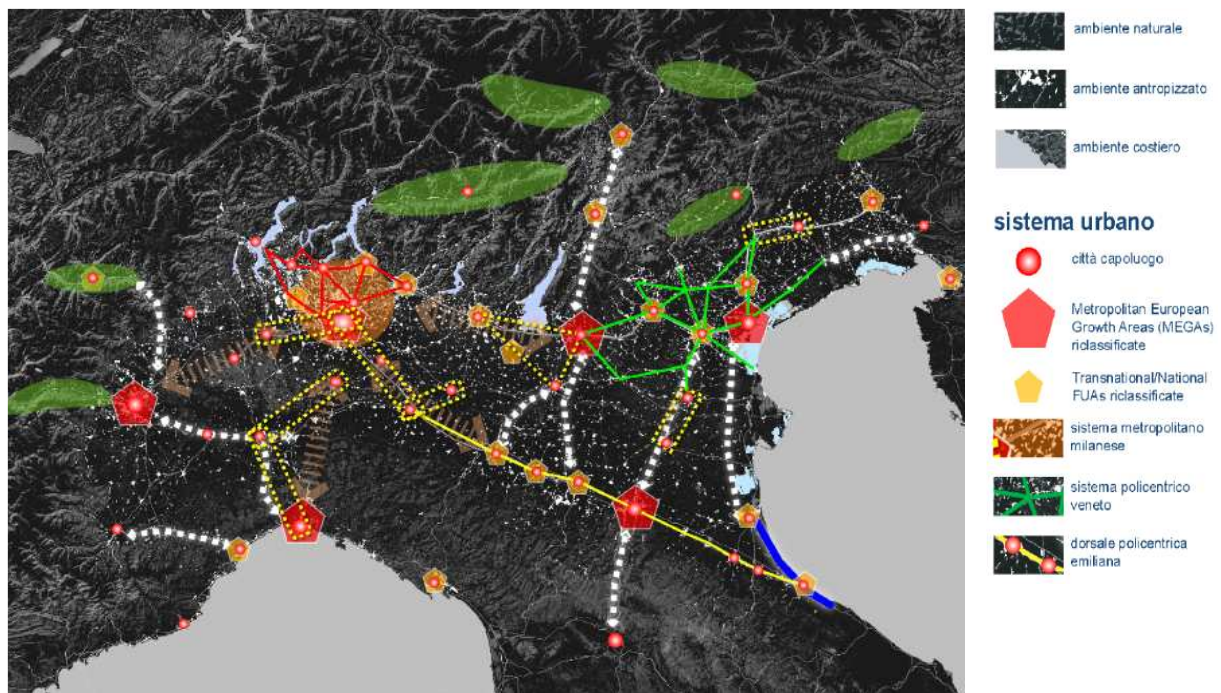 ambiente naturale
ambiente antropizzato
ambiente costiero
sistema urbano
città capoluogo
Metropolitan European
Growth Areas (MEGAs)
riclassificate
Transnational/National
FUAs riclassificate
sistema metropolitano
milanese
sistema policentrico
veneto
dorsale policentrica
emiliana